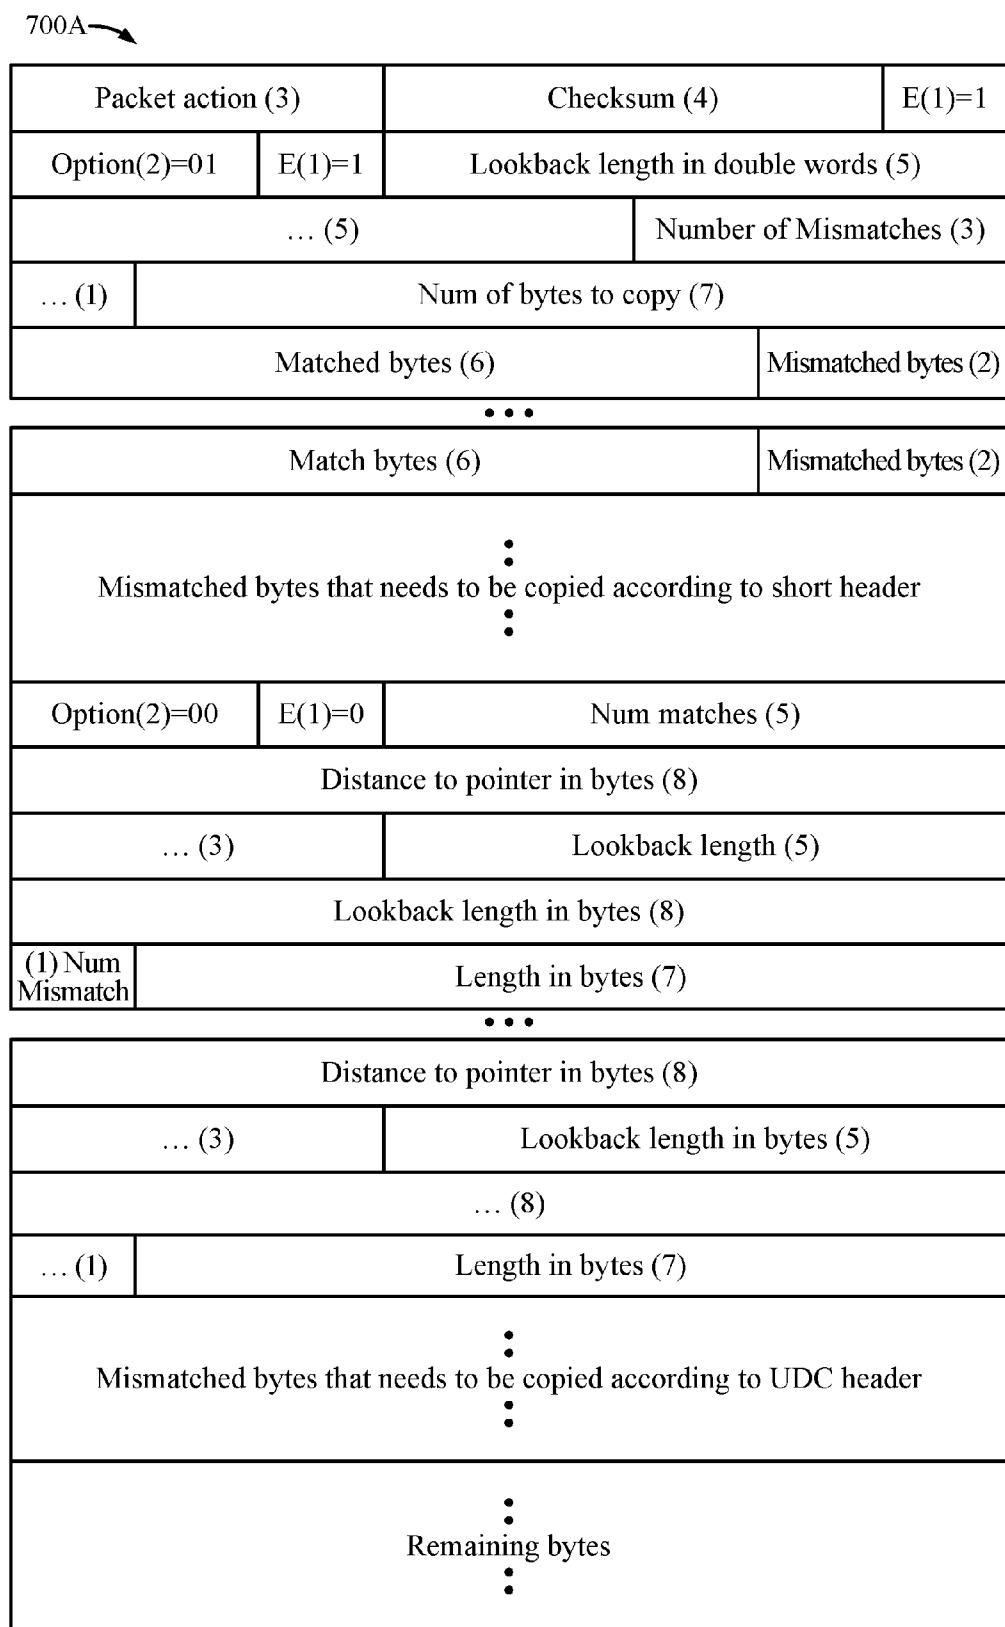 700A
Packet action (3) Checksum (4) E(1)=1
Option(2)=01 E(1)=1 Lookback length in double words (5)
… (5) Number of Mismatches (3)
… (1) Num of bytes to copy (7)
Matched bytes (6) Mismatched bytes (2)
• • •
Match bytes (6) Mismatched bytes (2)
Mismatched bytes that needs to be copied according to short header
Option(2)=00 E(1)=0 Num matches (5)
Distance to pointer in bytes (8)
… (3) Lookback length (5)
Lookback length in bytes (8)
(1) Num
Mismatch Length in bytes (7)
• • •
Distance to pointer in bytes (8)
… (3) Lookback length in bytes (5)
… (8)
… (1) Length in bytes (7)
Mismatched bytes that needs to be copied according to UDC header
Remaining bytes